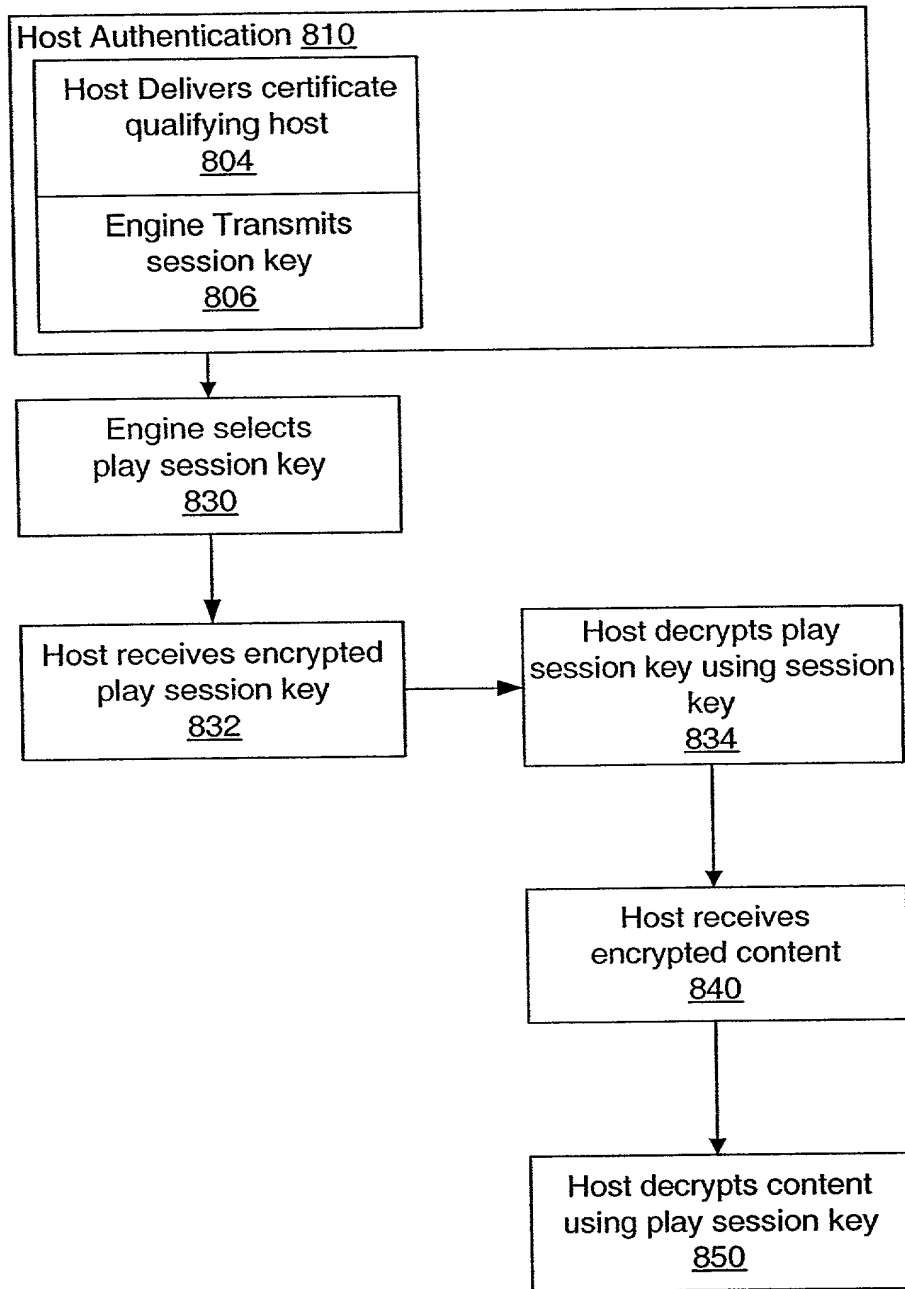 Host Authentication 810
Host Delivers certificate
qualifying host
804
Engine Transmits
session key
806
Engine selects
play session key
830
Host receives encrypted
play session key
832
Host decrypts play
session key using session
key
834
Host receives
encrypted content
840
Host decrypts content
using play session key
850